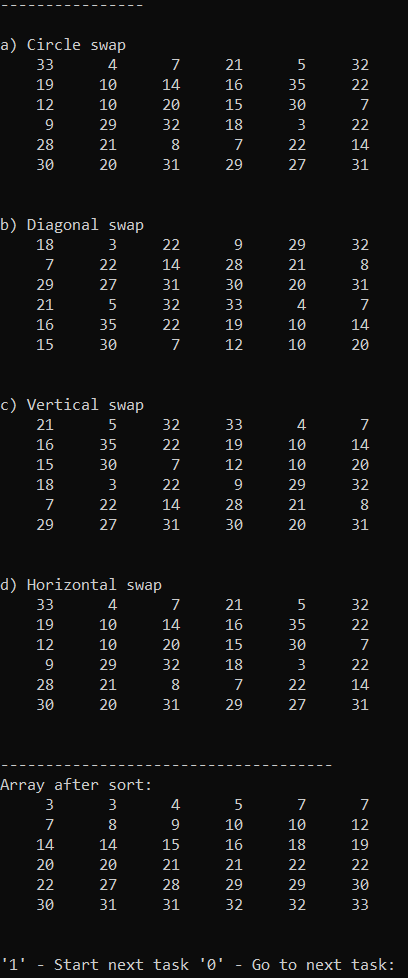 ----------------
a) Circle swap
33 4 7 21 5 32
19 10 14 16 35 22
12 10 20 15 30 7
9 29 32 18 3 22
28 21 8 7 22 14
30 20 31 29 27 31
b) Diagonal swap
18 3 22 9 29 32
7 22 14 28 21 8
29 27 31 30 20 31
21 5 32 33 4 7
16 35 22 19 10 14
15 30 7 12 10 20
c) Vertical swap
21 5 32 33 4 7
16 35 22 19 10 14
15 30 7 12 10 20
18 3 22 9 29 32
7 22 14 28 21 8
29 27 31 30 20 31
d) Horizontal swap
33 4 7 21 5 32
19 10 14 16 35 22
12 10 20 15 30 7
9 29 32 18 3 22
28 21 8 7 22 14
30 20 31 29 27 31
-------------------------------------
Array after sort:
3 3 4 5 7 7
7 8 9 10 10 12
14 14 15 16 18 19
20 20 21 21 22 22
22 27 28 29 29 30
30 31 31 32 32 33
'1' - Start next task '0' - Go to next task: